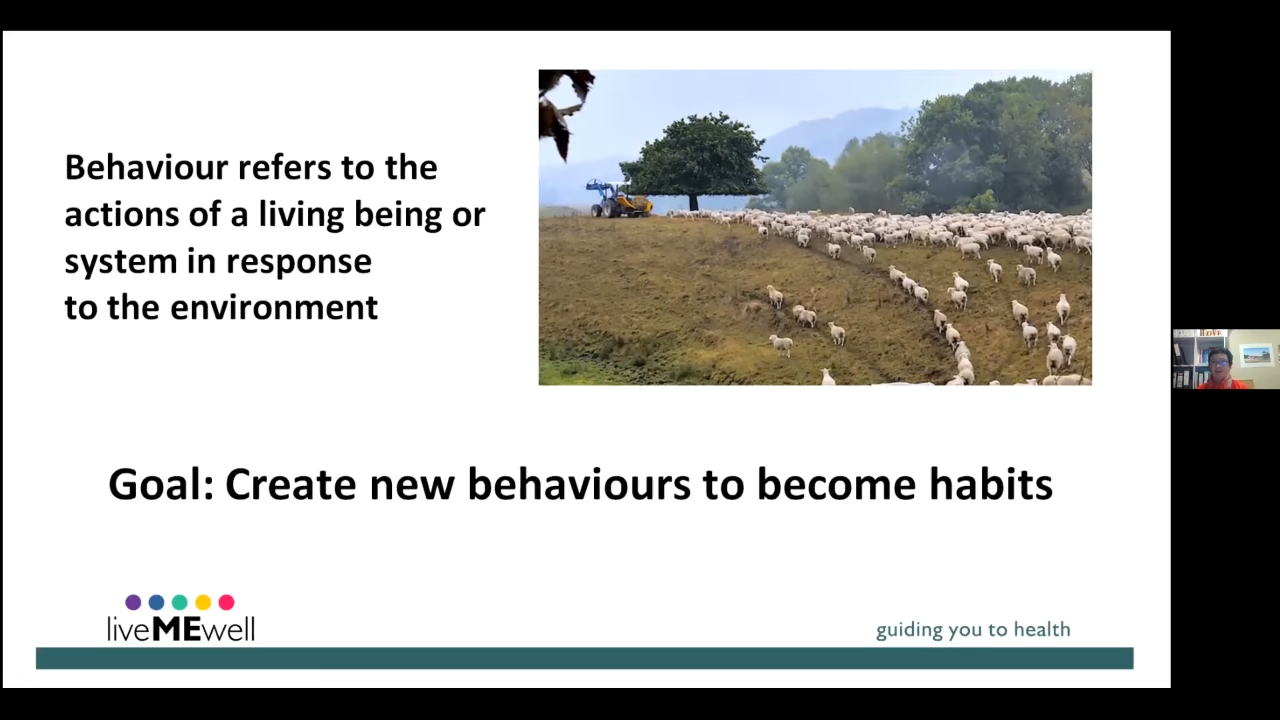 Behaviour refers to the
actions of a living being or
system in response
to the environment
Goal: Create new behaviours to become habits
liveMEwell
guiding you to health